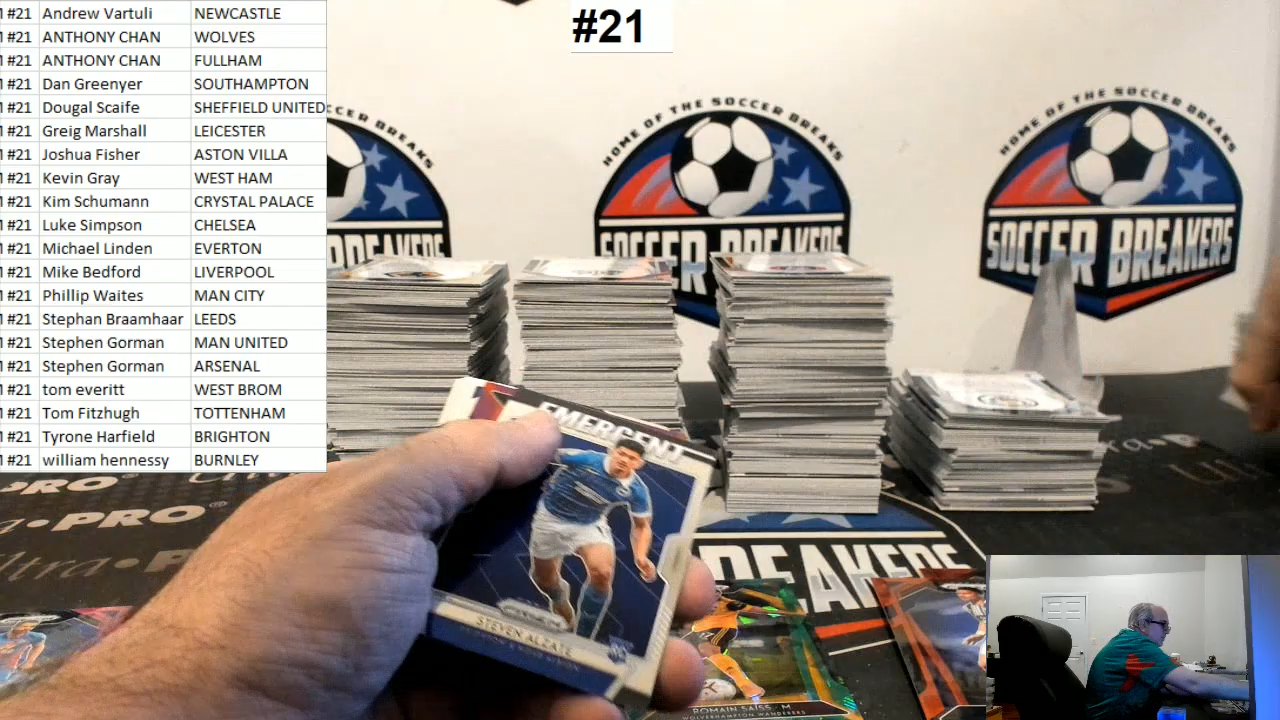 #21 Andrew Vartuli NEWCASTLE
#21 ANTHONY CHAN WOLVES
#21 ANTHONY CHAN FULLHAM
#21 Dan Greenyer SOUTHAMPTON
#21 Dougal Scaife SHEFFIELD UNITED
#21 Greig Marshall LEICESTER
#21 Joshua Fisher ASTON VILLA
#21 Kevin Gray WEST HAM
#21 Kim Schumann CRYSTAL PALACE
#21 Luke Simpson CHELSEA
#21 Michael Linden EVERTON
#21 Mike Bedford LIVERPOOL
#21 Phillip Waites MAN CITY
#21 Stephan Braamhaar LEEDS
#21 Stephen Gorman MAN UNITED
#21 Stephen Gorman ARSENAL
#21 tom everitt WEST BROM
#21 Tom Fitzhugh TOTTENHAM
#21 Tyrone Harfield BRIGHTON
#21 william hennessy BURNLEY
#21
SOCCER BREAKS
BREAKERS
HOME OF THE SOCCER BREAKS
SOCCER BREAKERS
HOME OF THE SOCCER BREAKS
SOCCER BREAKERS
EMERGENT
STEVEN ALZATE
PRO
PRO
BREAKERS
ROMAIN SAISS - M
WOLVERHAMPTON WANDERERS